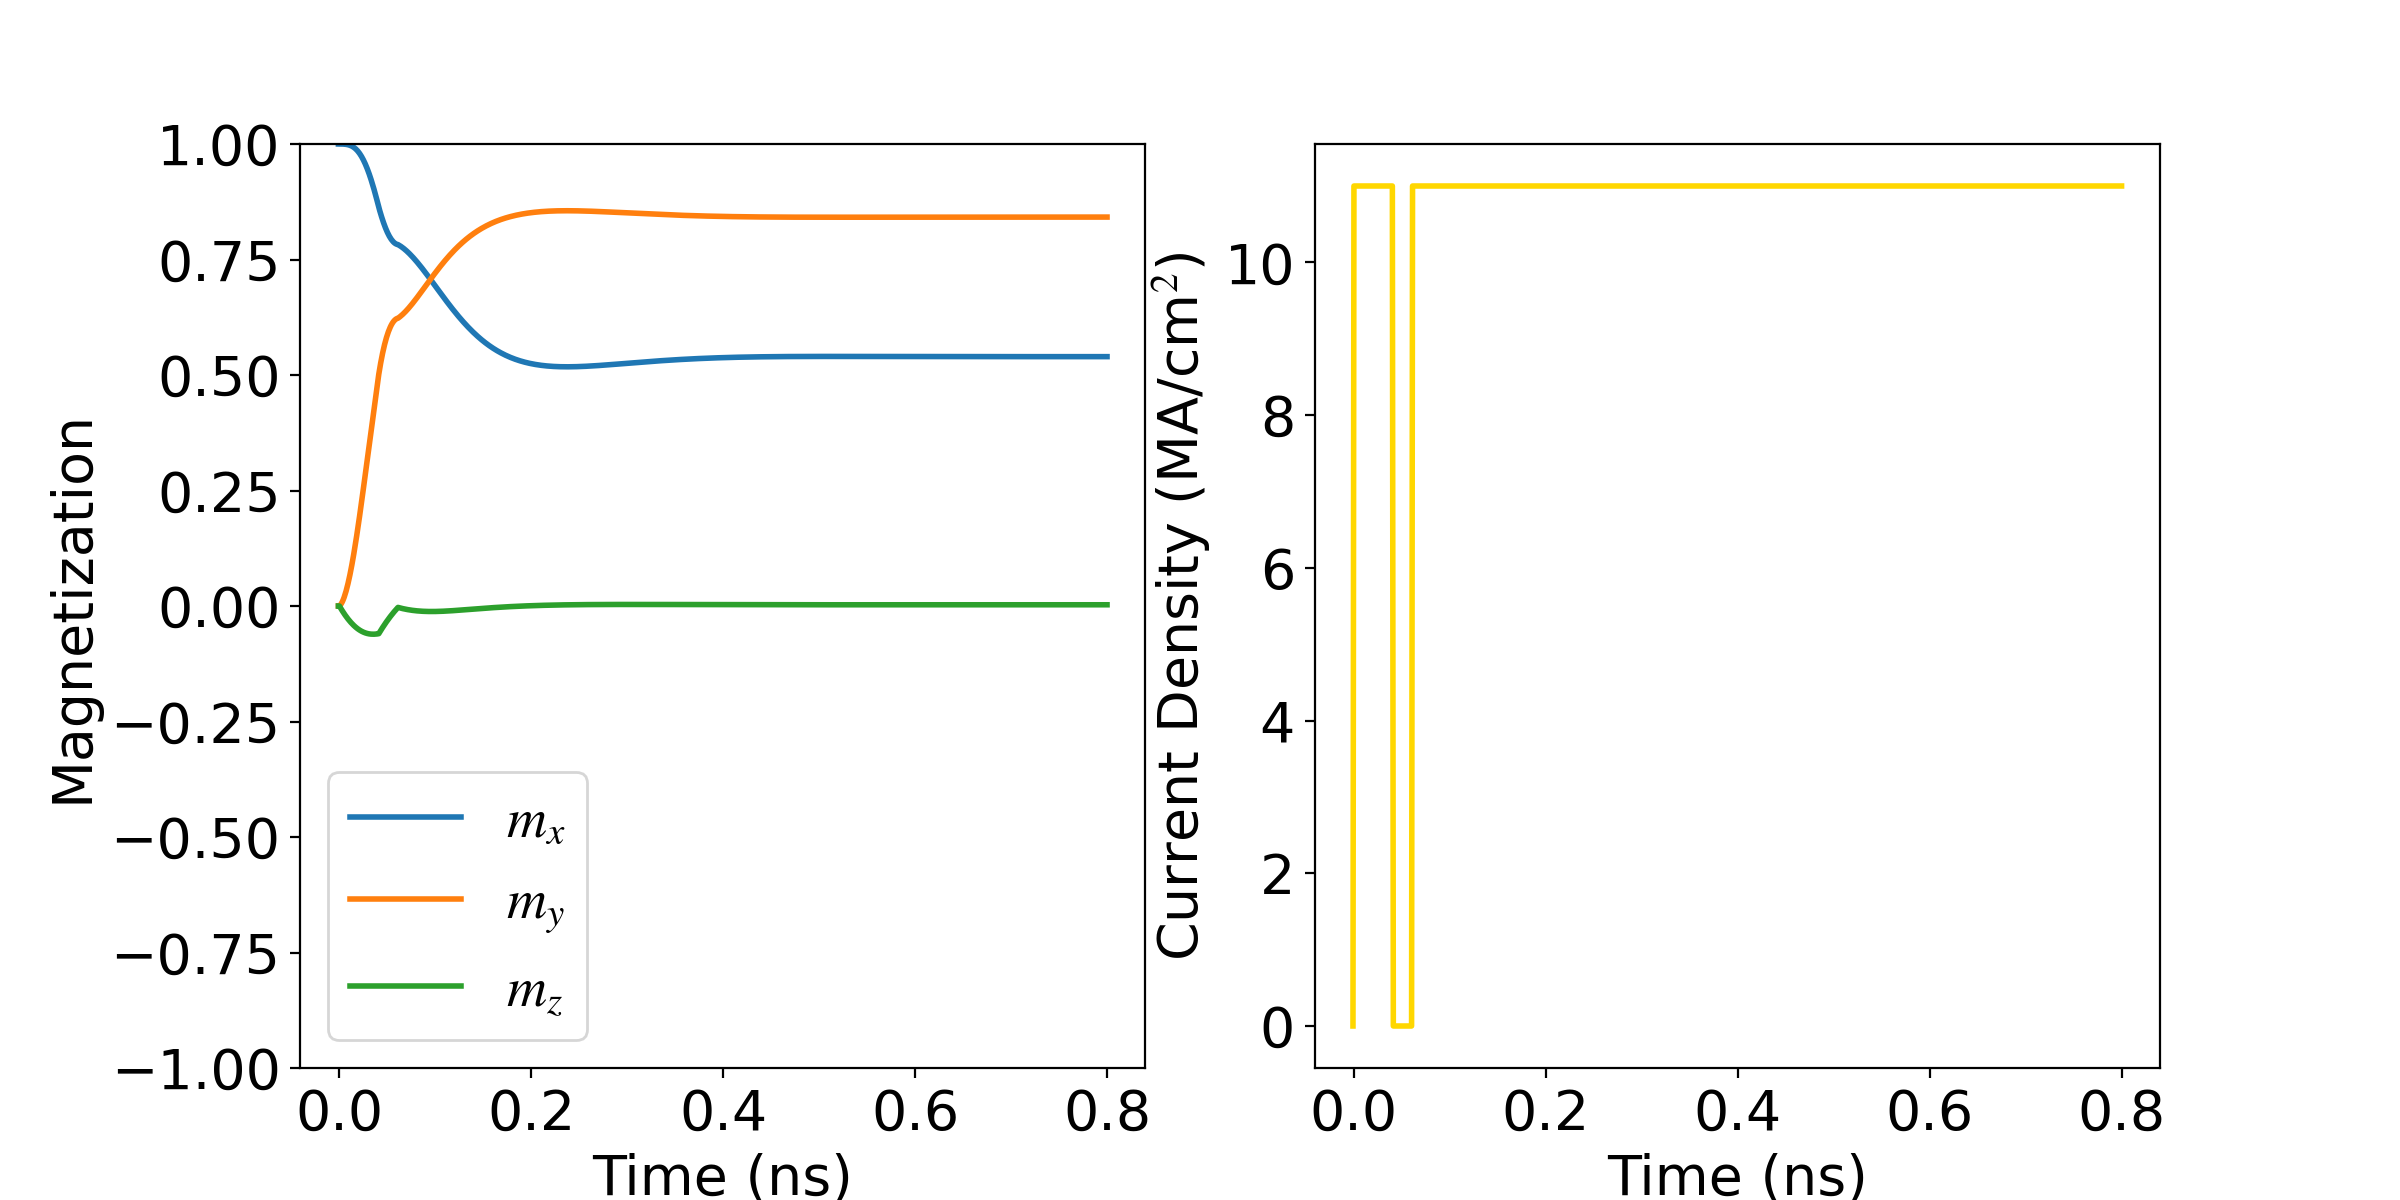 Magnetization
1.00
0.75
0.50
0.25
0.00
−0.25
−0.50
−0.75
−1.00
m_x
m_y
m_z
0.0 0.2 0.4 0.6 0.8
Time (ns)
Current Density (MA/cm²)
10
8
6
4
2
0
0.0 0.2 0.4 0.6 0.8
Time (ns)